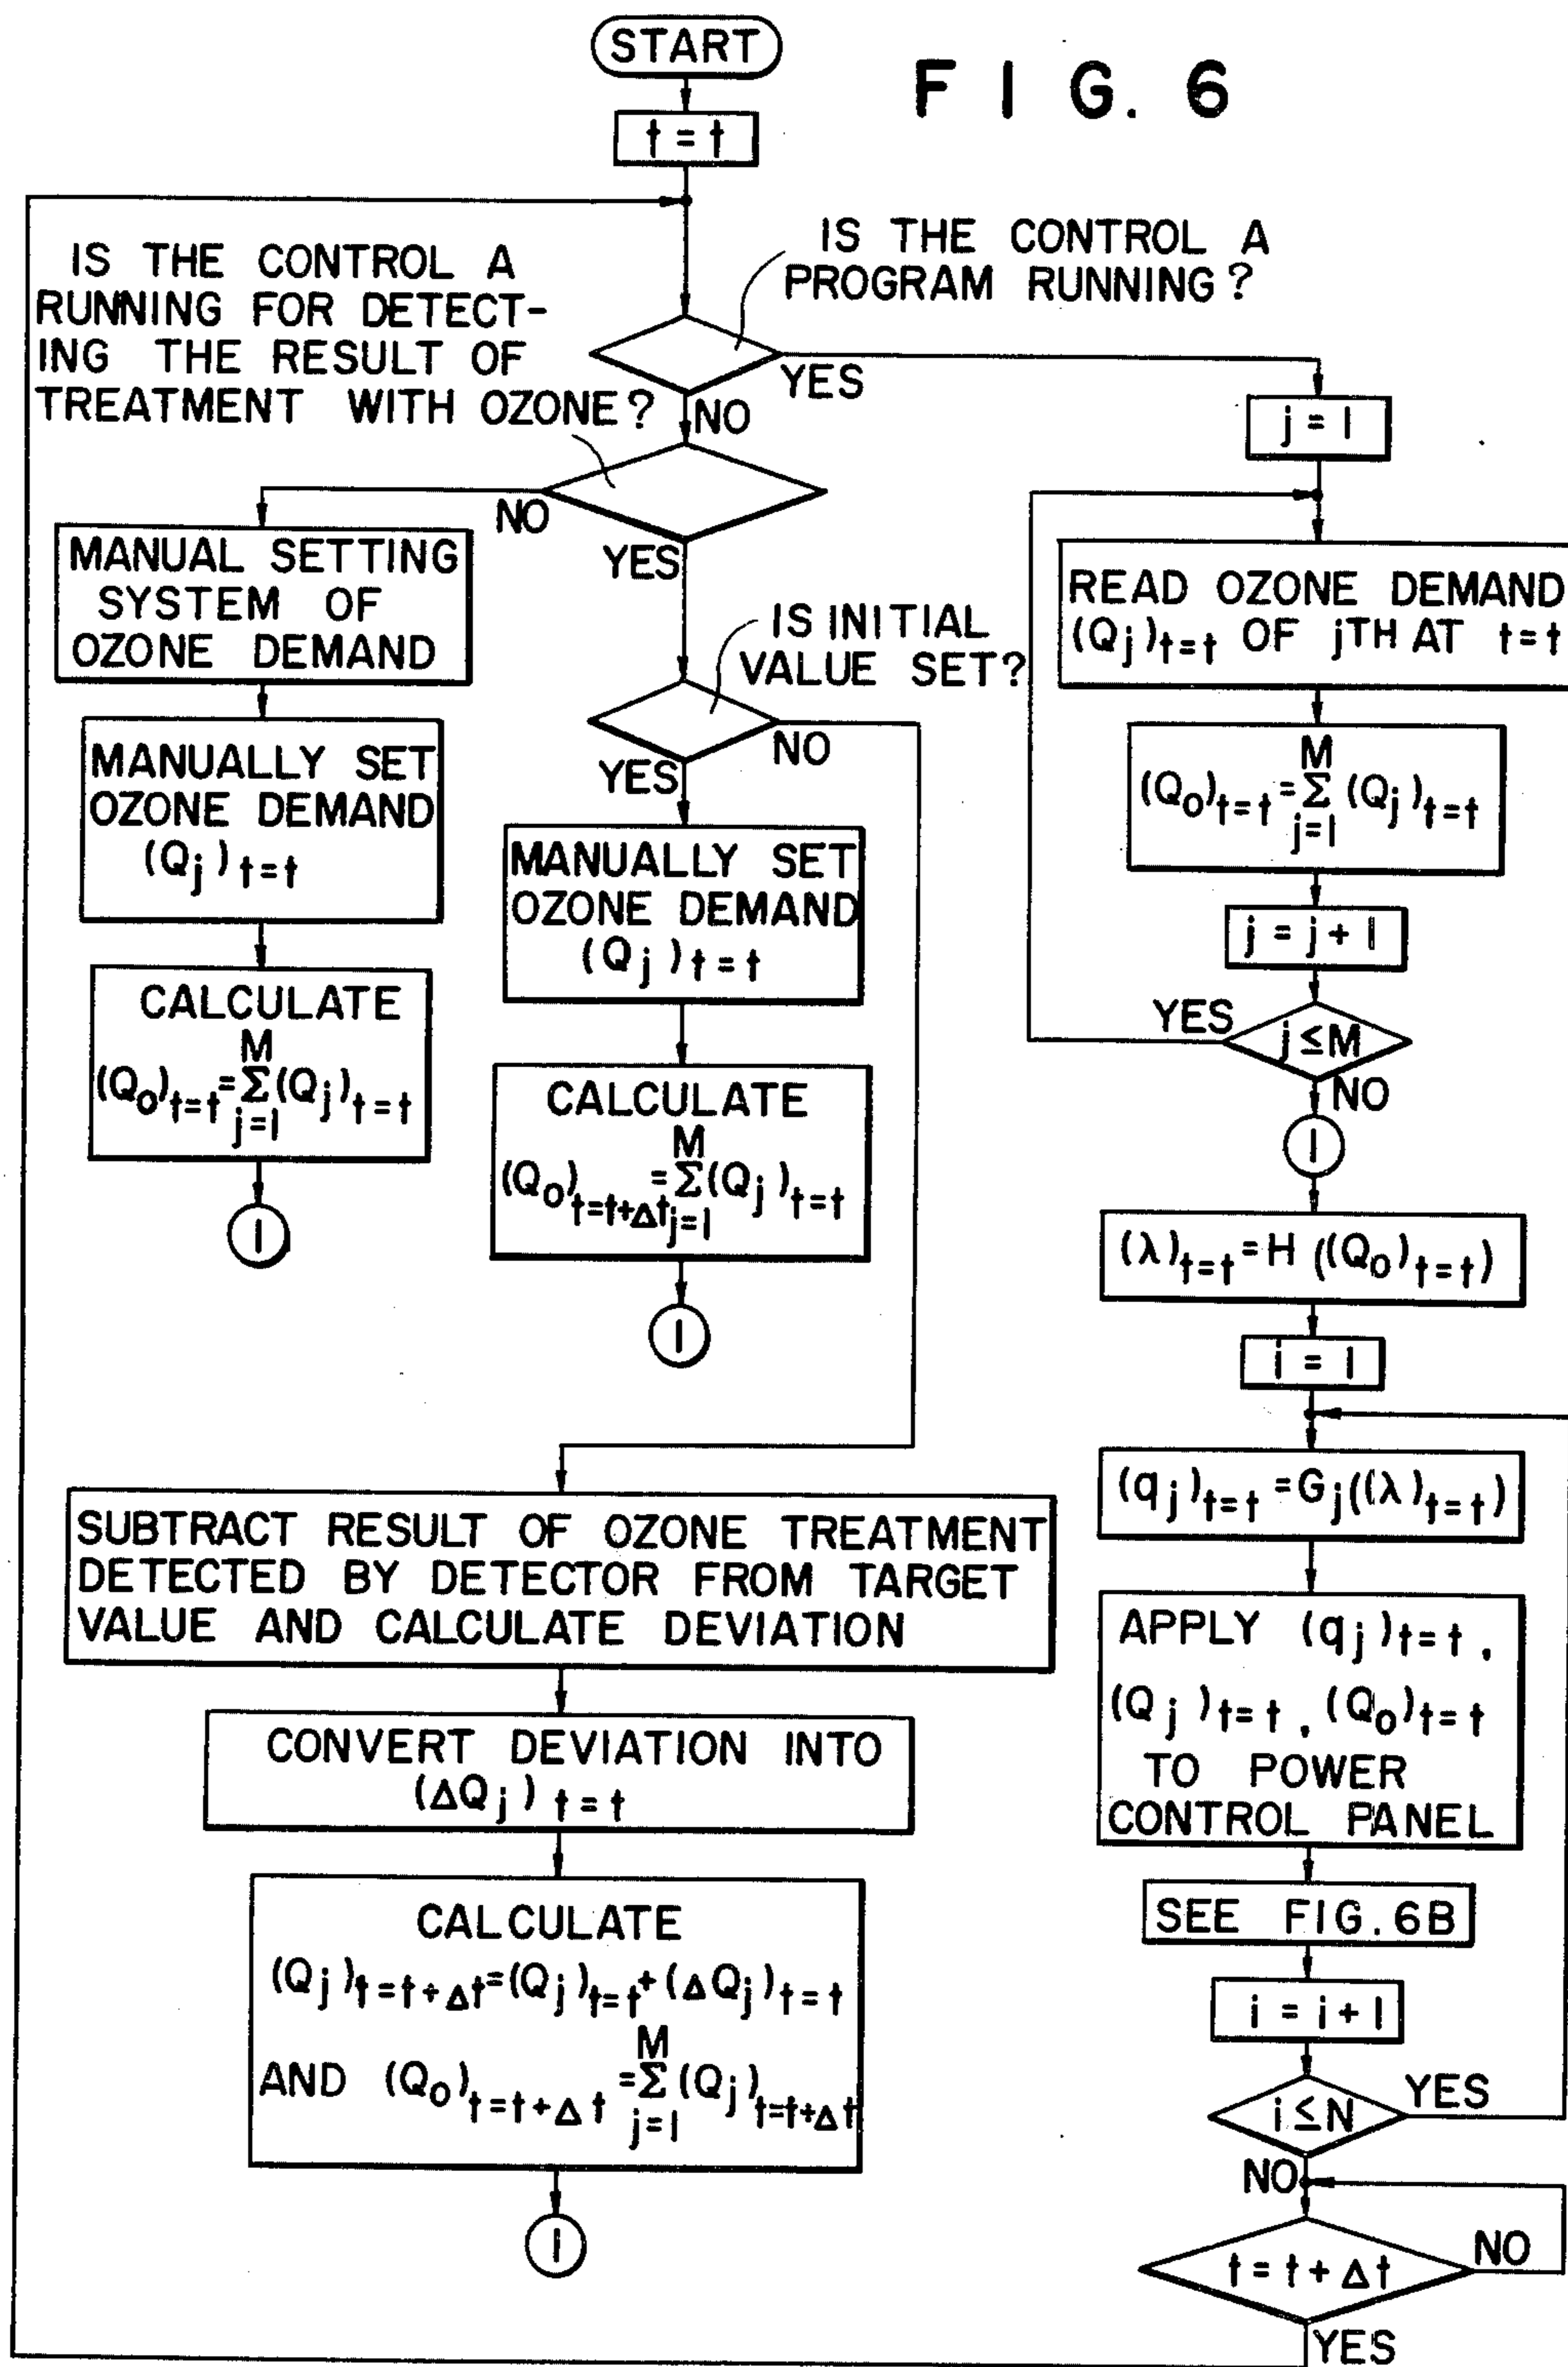 START
F I G. 6
t = t
IS THE CONTROL A
PROGRAM RUNNING?
IS THE CONTROL A
RUNNING FOR DETECT-
ING THE RESULT OF
TREATMENT WITH OZONE?
YES
NO
NO
YES
MANUAL SETTING
SYSTEM OF
OZONE DEMAND
MANUALLY SET
OZONE DEMAND
(Qj)t=t
CALCULATE
(Qo)t=t = M Σ j=1 (Qj)t=t
1
IS INITIAL
VALUE SET?
NO
YES
MANUALLY SET
OZONE DEMAND
(Qj)t=t
CALCULATE
(Qo)t=t+Δt = M Σ j=1 (Qj)t=t
1
SUBTRACT RESULT OF OZONE TREATMENT
DETECTED BY DETECTOR FROM TARGET
VALUE AND CALCULATE DEVIATION
CONVERT DEVIATION INTO
(ΔQj)t=t
CALCULATE
(Qj)t=t+Δt = (Qj)t=t + (ΔQj)t=t
AND (Qo)t=t+Δt = M Σ j=1 (Qj)t=t+Δt
1
j = 1
READ OZONE DEMAND
(Qj)t=t OF jTH AT t=t
(Qo)t=t = M Σ j=1 (Qj)t=t
j = j + 1
YES
j ≤ M
NO
1
(λ)t=t = H ((Qo)t=t)
i = 1
(qj)t=t = Gj((λ)t=t)
APPLY (qj)t=t,
(Qj)t=t, (Qo)t=t
TO POWER
CONTROL PANEL
SEE FIG. 6B
i = i + 1
i ≤ N
YES
NO
t = t + Δt
NO
YES